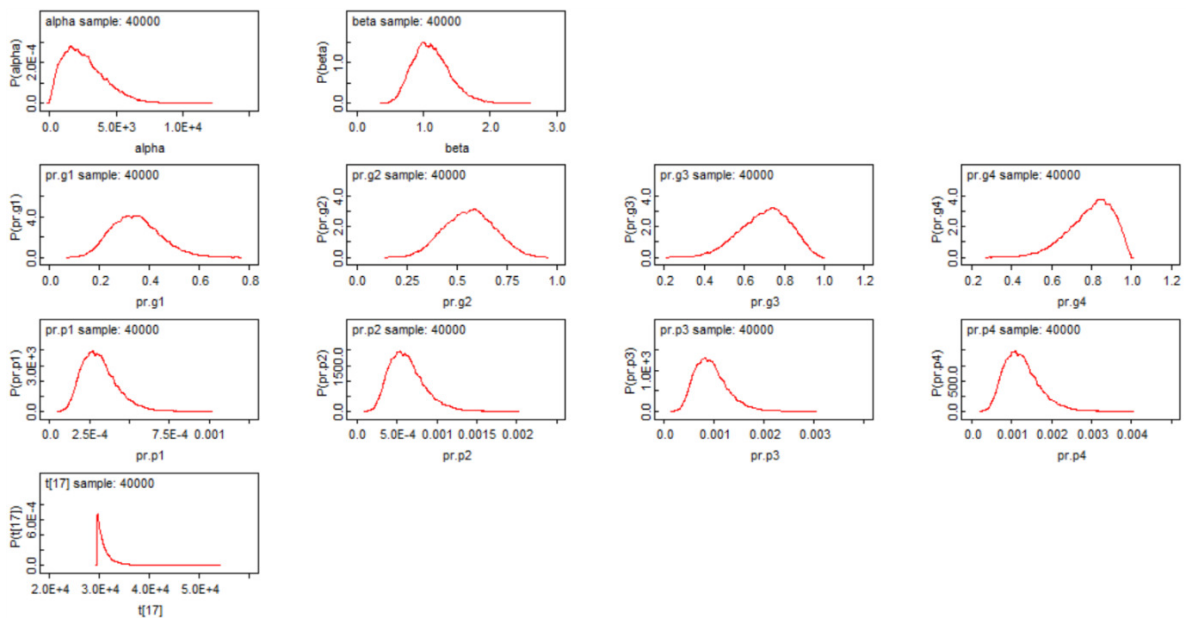 alpha sample: 40000
P(alpha)
0.0 2.0E-4
0.0 5.0E+3 1.0E+4
alpha
beta sample: 40000
P(beta)
0.0 1.0
0.0 1.0 2.0 3.0
beta
pr.g1 sample: 40000
P(pr.g1)
0.0 4.0
0.0 0.2 0.4 0.6 0.8
pr.g1
pr.g2 sample: 40000
P(pr.g2)
0.0 2.0 4.0
0.0 0.25 0.5 0.75 1.0
pr.g2
pr.g3 sample: 40000
P(pr.g3)
0.0 2.0 4.0
0.2 0.4 0.6 0.8 1.0 1.2
pr.g3
pr.g4 sample: 40000
P(pr.g4)
0.0 2.0 4.0
0.2 0.4 0.6 0.8 1.0 1.2
pr.g4
pr.p1 sample: 40000
P(pr.p1)
0.0 3.0E+3
0.0 2.5E-4 7.5E-4 0.001
pr.p1
pr.p2 sample: 40000
P(pr.p2)
0.0 1500.0
0.0 5.0E-4 0.001 0.0015 0.002
pr.p2
pr.p3 sample: 40000
P(pr.p3)
0.0 1.0E+3
0.0 0.001 0.002 0.003
pr.p3
pr.p4 sample: 40000
P(pr.p4)
0.0 500.0
0.0 0.001 0.002 0.003 0.004
pr.p4
t[17] sample: 40000
P(t[17])
0.0 6.0E-4
2.0E+4 3.0E+4 4.0E+4 5.0E+4
t[17]